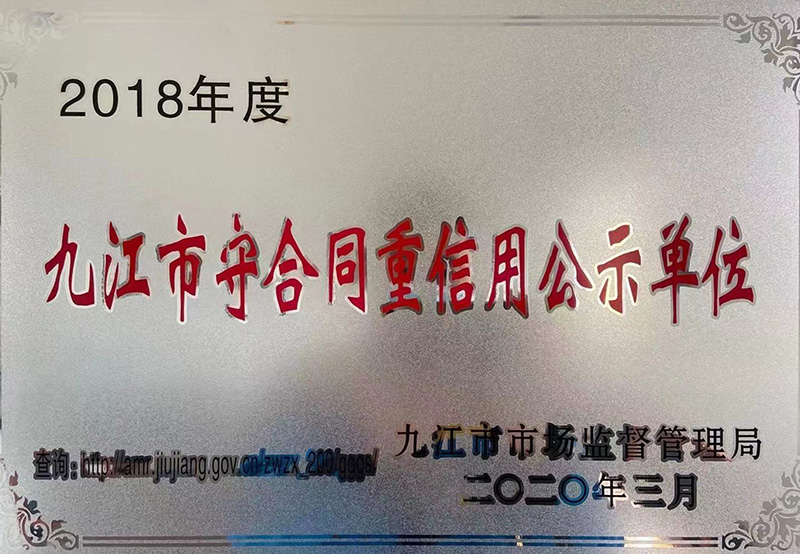 2018年度
九江市守合同重信用公示单位
查询:http://amr.jiujiang.gov.cn/zwzx_209/gggs/
九江市市场监督管理局
二〇二〇年三月